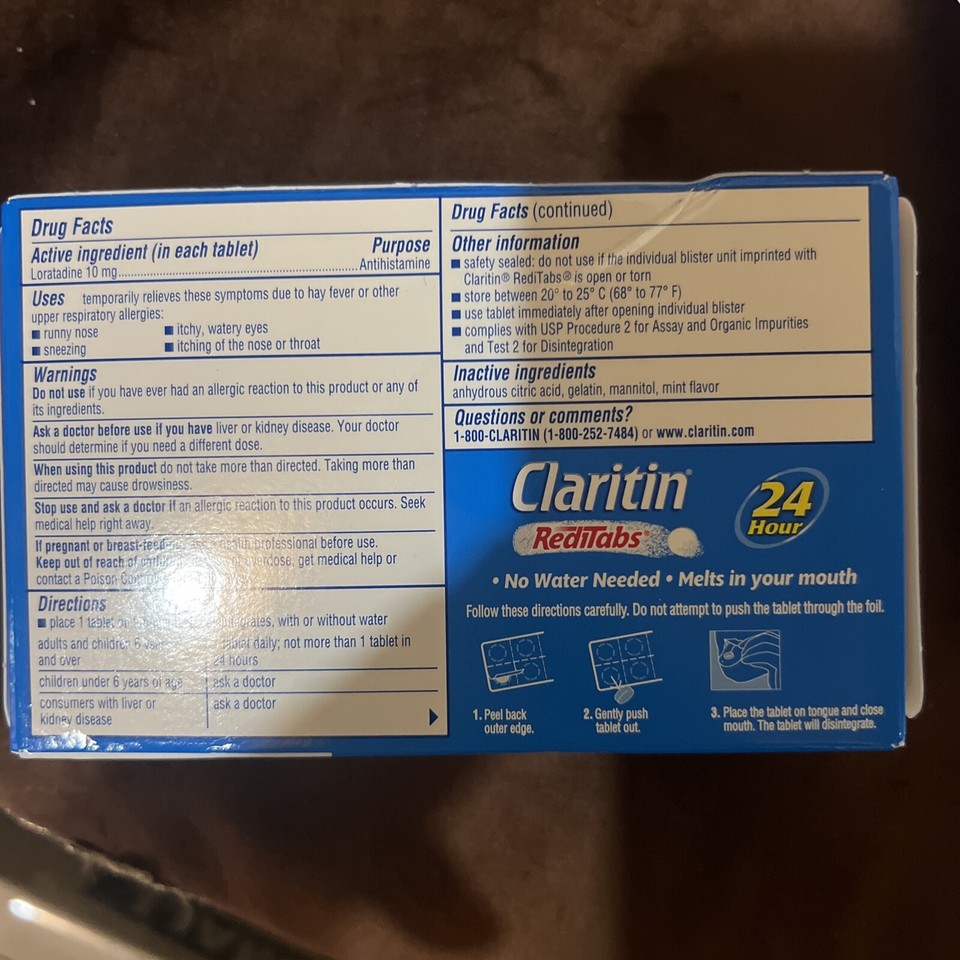 Drug Facts
Active ingredient (in each tablet) Purpose
Loratadine 10 mg Antihistamine
Uses temporarily relieves these symptoms due to hay fever or other
upper respiratory allergies:
■ runny nose ■ itchy, watery eyes
■ sneezing ■ itching of the nose or throat
Warnings
Do not use if you have ever had an allergic reaction to this product or any of
its ingredients.
Ask a doctor before use if you have liver or kidney disease. Your doctor
should determine if you need a different dose.
When using this product do not take more than directed. Taking more than
directed may cause drowsiness.
Stop use and ask a doctor if an allergic reaction to this product occurs. Seek
medical help right away.
If pregnant or health professional before use.
Keep out of reach of overdose, get medical help or
contact a Poison
Directions
■ place 1 tablet with or without water
adults and children 6 daily; not more than 1 tablet in
and over 24 hours
children under 6 years of age ask a doctor
consumers with liver or ask a doctor
kidney disease
Drug Facts (continued)
Other information
■ safety sealed: do not use if the individual blister unit imprinted with
Claritin® RediTabs® is open or torn
■ store between 20° to 25° C (68° to 77° F)
■ use tablet immediately after opening individual blister
■ complies with USP Procedure 2 for Assay and Organic Impurities
and Test 2 for Disintegration
Inactive ingredients
anhydrous citric acid, gelatin, mannitol, mint flavor
Questions or comments?
1-800-CLARITIN (1-800-252-7484) or www.claritin.com
Claritin®
RediTabs®
24
Hour
• No Water Needed • Melts in your mouth
Follow these directions carefully. Do not attempt to push the tablet through the foil.
1. Peel back
outer edge.
2. Gently push
tablet out.
3. Place the tablet on tongue and close
mouth. The tablet will disintegrate.